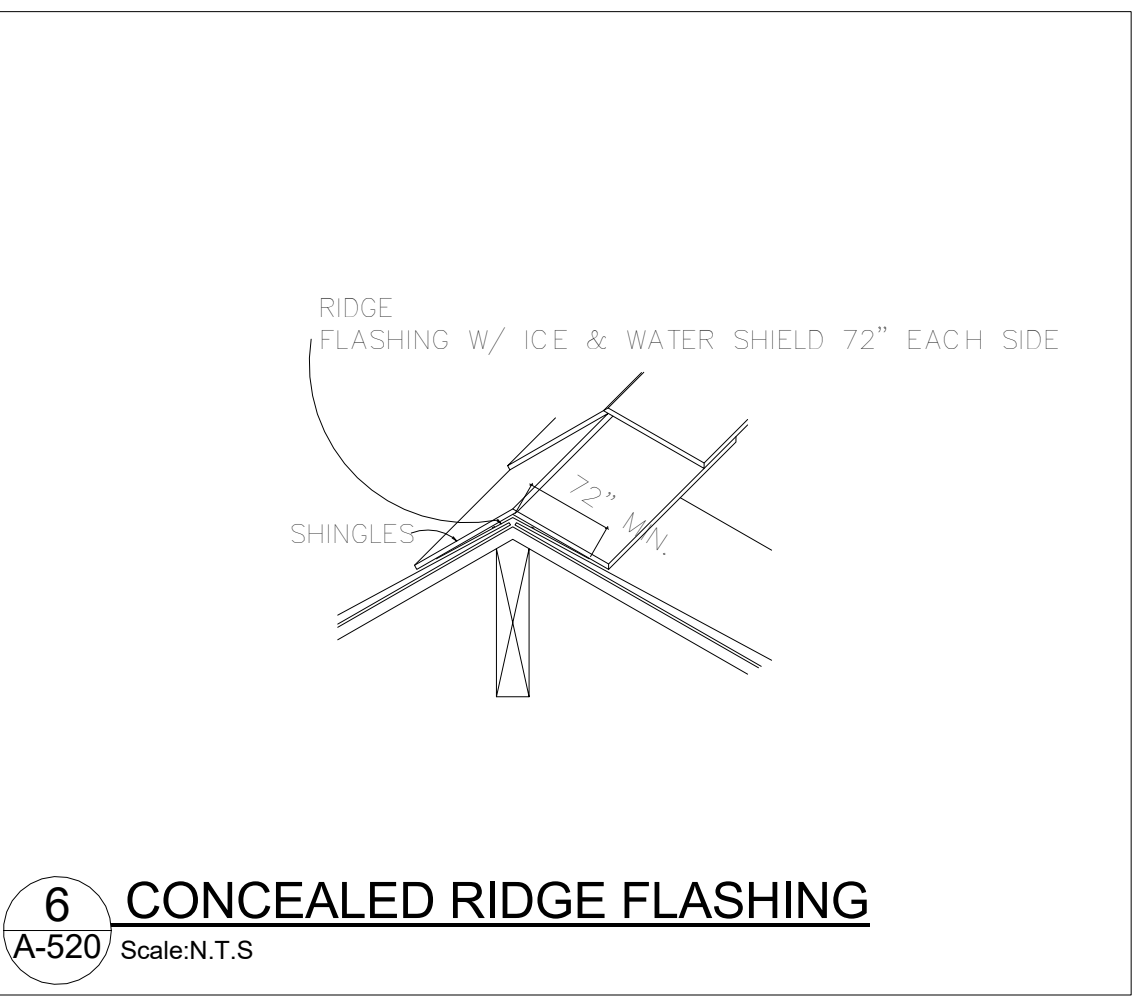 RIDGE
FLASHING W/ ICE & WATER SHIELD 72” EACH SIDE
72” MIN.
SHINGLES
6
CONCEALED RIDGE FLASHING
A-520
Scale:N.T.S